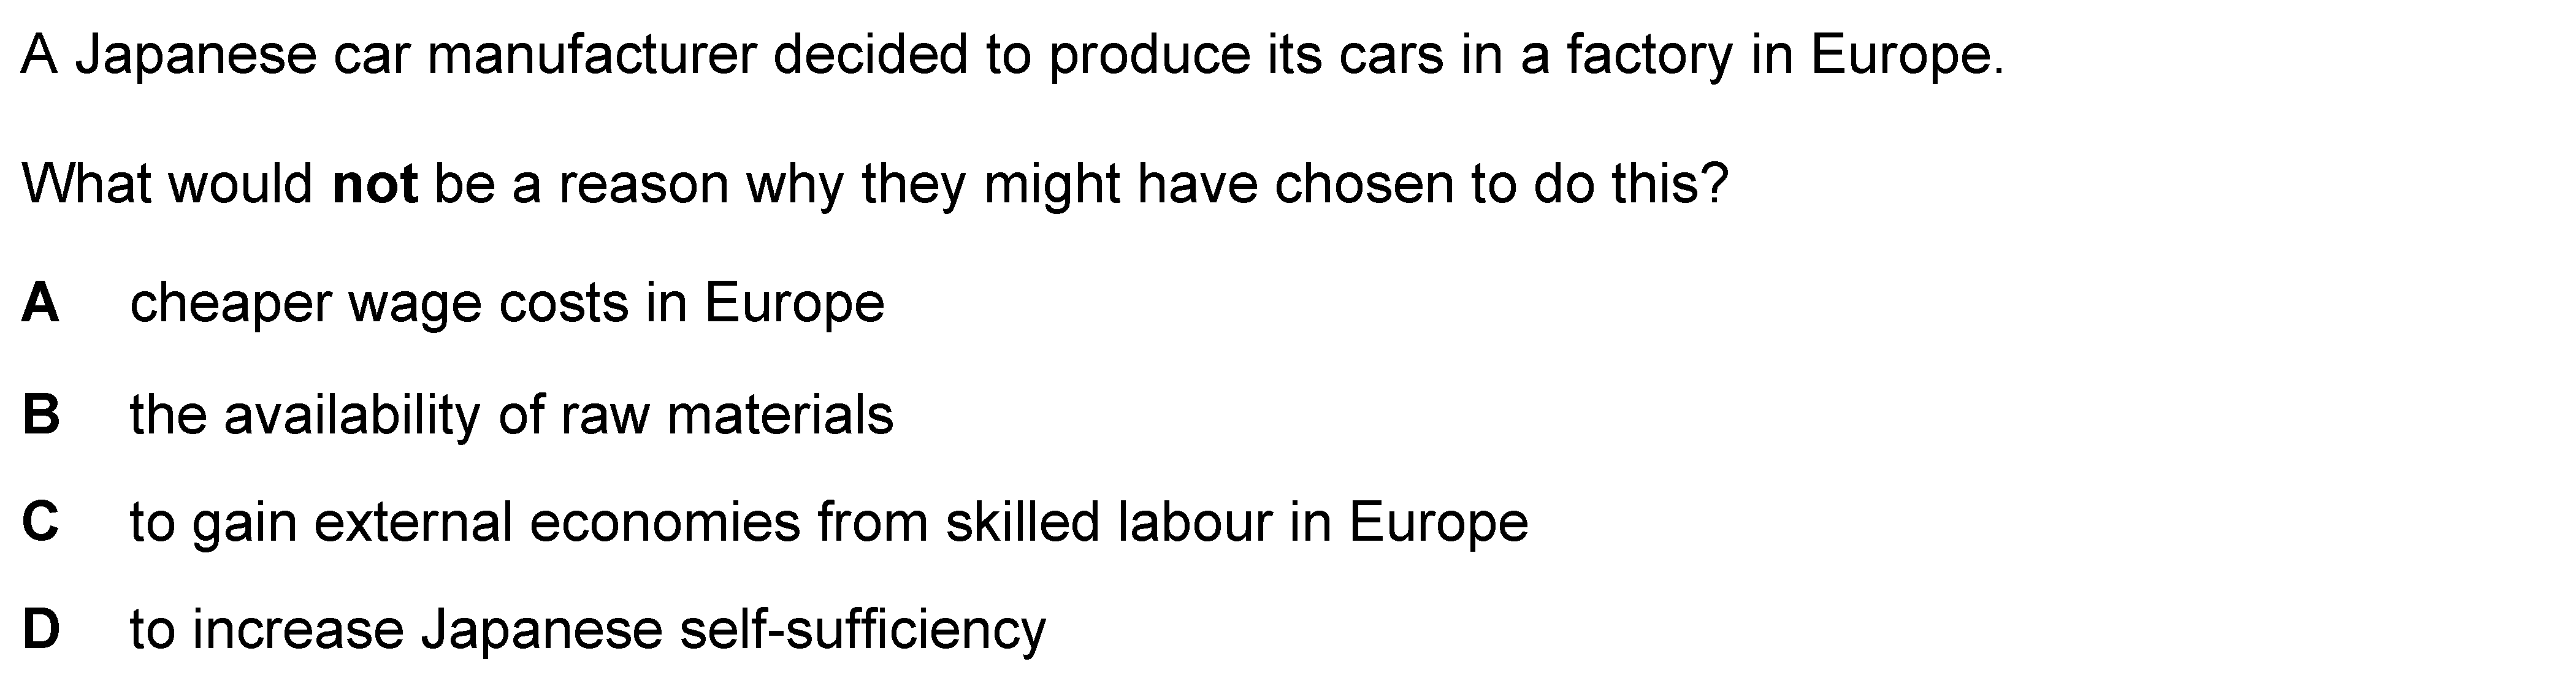 A Japanese car manufacturer decided to produce its cars in a factory in Europe.
What would not be a reason why they might have chosen to do this?
A cheaper wage costs in Europe
B the availability of raw materials
C to gain external economies from skilled labour in Europe
D to increase Japanese self-sufficiency